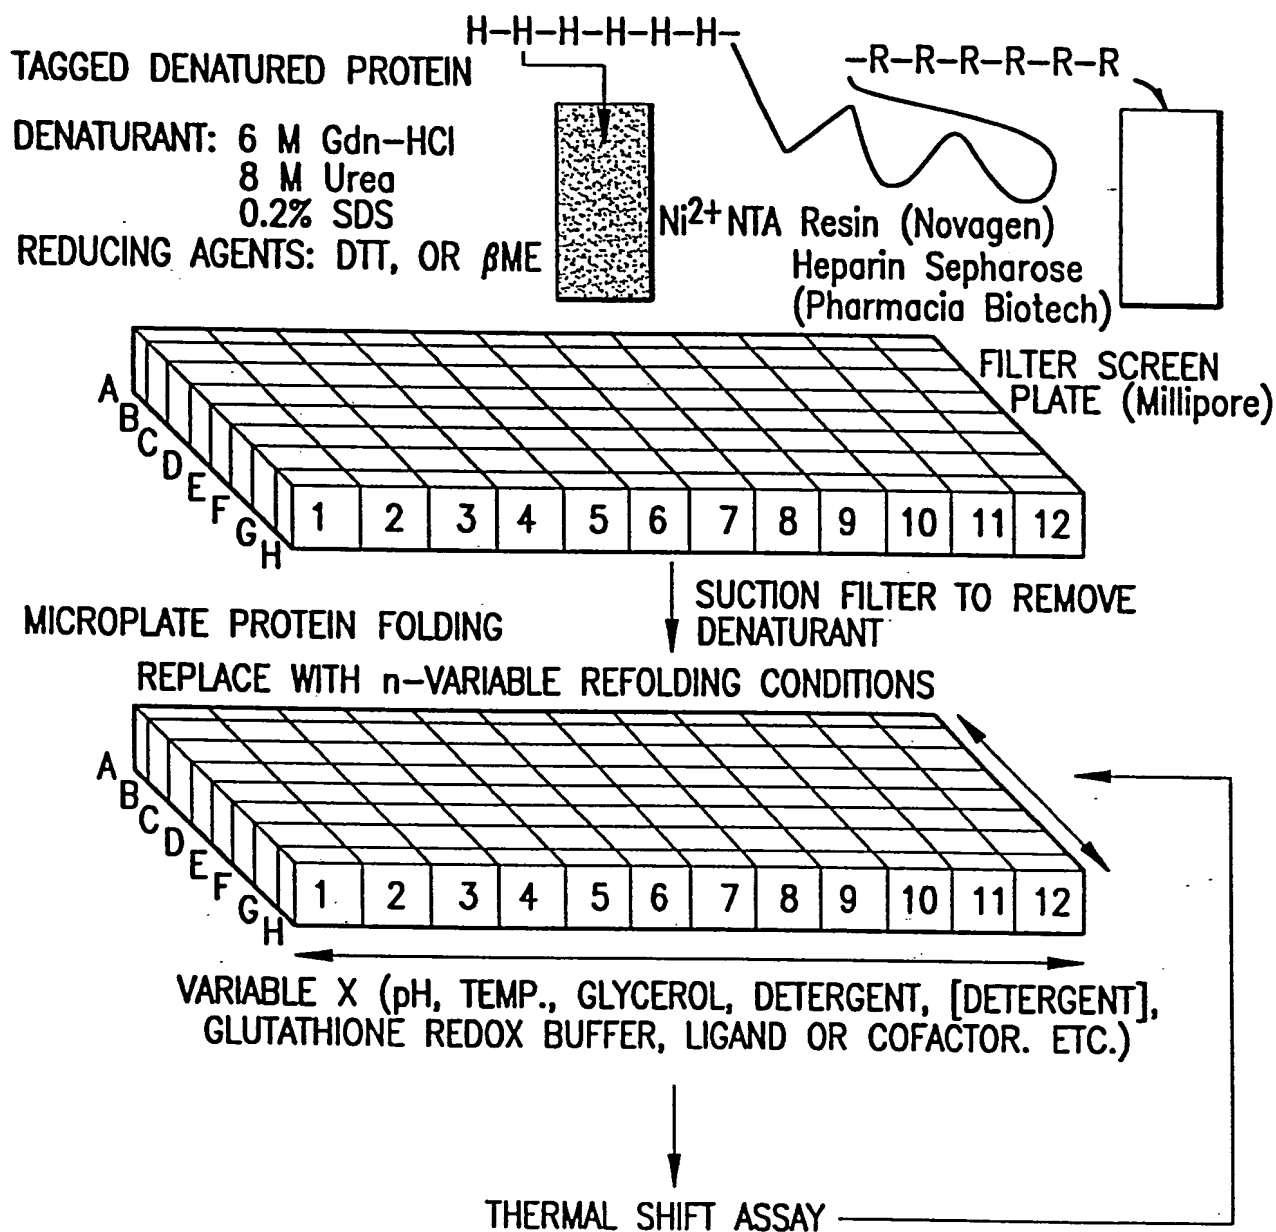 H-H-H-H-H-H-
-R-R-R-R-R-R
TAGGED DENATURED PROTEIN
DENATURANT: 6 M Gdn-HCl
8 M Urea
0.2% SDS
REDUCING AGENTS: DTT, OR βME
Ni2+ NTA Resin (Novagen)
Heparin Sepharose
(Pharmacia Biotech)
FILTER SCREEN
PLATE (Millipore)
A
B
C
D
E
F
G
H
1 2 3 4 5 6 7 8 9 10 11 12
SUCTION FILTER TO REMOVE
DENATURANT
MICROPLATE PROTEIN FOLDING
REPLACE WITH n-VARIABLE REFOLDING CONDITIONS
A
B
C
D
E
F
G
H
1 2 3 4 5 6 7 8 9 10 11 12
VARIABLE X (pH, TEMP., GLYCEROL, DETERGENT, [DETERGENT],
GLUTATHIONE REDOX BUFFER, LIGAND OR COFACTOR. ETC.)
THERMAL SHIFT ASSAY